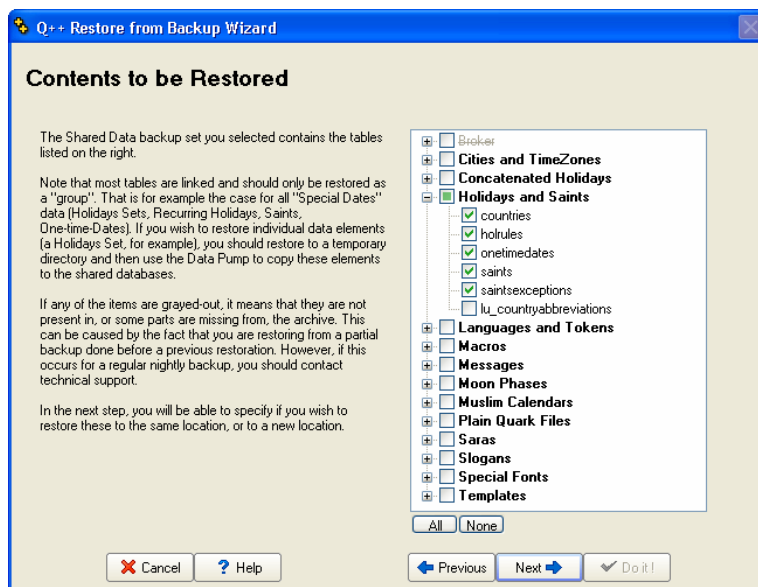 Q++ Restore from Backup Wizard
Contents to be Restored
The Shared Data backup set you selected contains the tables
listed on the right.
Note that most tables are linked and should only be restored as
a "group". That is for example the case for all "Special Dates"
data (Holidays Sets, Recurring Holidays, Saints,
One-time-Dates). If you wish to restore individual data elements
(a Holidays Set, for example), you should restore to a temporary
directory and then use the Data Pump to copy these elements
to the shared databases.
If any of the items are grayed-out, it means that they are not
present in, or some parts are missing from, the archive. This
can be caused by the fact that you are restoring from a partial
backup done before a previous restoration. However, if this
occurs for a regular nightly backup, you should contact
technical support.
In the next step, you will be able to specify if you wish to
restore these to the same location, or to a new location.
Broker
Cities and TimeZones
Concatenated Holidays
Holidays and Saints
countries
holrules
onetimedates
saints
saintsexceptions
lu_countryabbreviations
Languages and Tokens
Macros
Messages
Moon Phases
Muslim Calendars
Plain Quark Files
Saras
Slogans
Special Fonts
Templates
All None
Cancel ? Help Previous Next Do it !